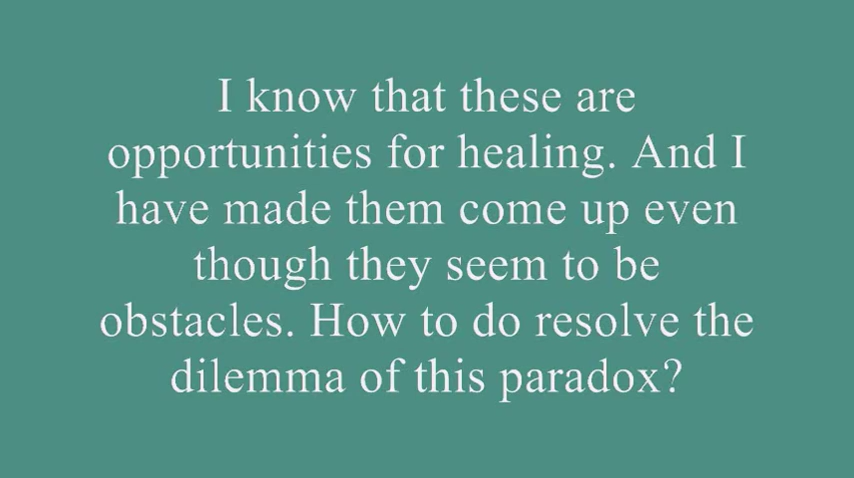 I know that these are
opportunities for healing. And I
have made them come up even
though they seem to be
obstacles. How to do resolve the
dilemma of this paradox?